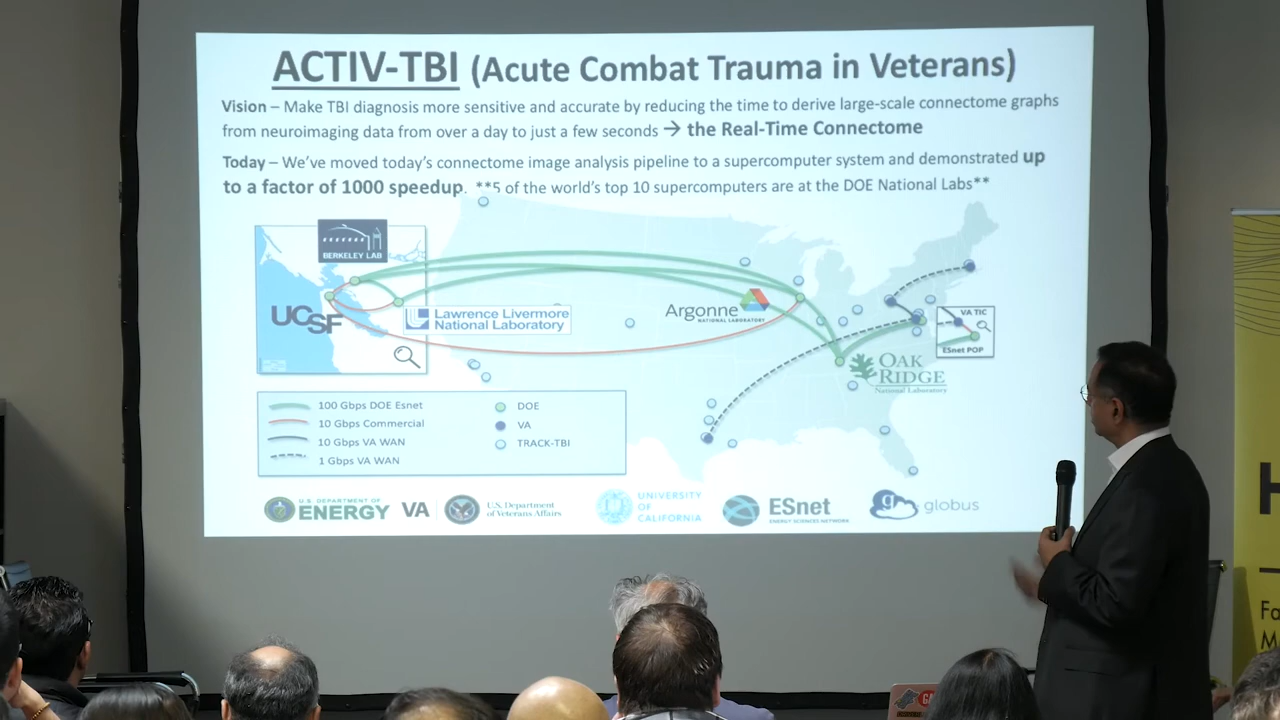 ACTIV-TBI (Acute Combat Trauma in Veterans)
Vision – Make TBI diagnosis more sensitive and accurate by reducing the time to derive large-scale connectome graphs
from neuroimaging data from over a day to just a few seconds → the Real-Time Connectome
Today – We've moved today's connectome image analysis pipeline to a supercomputer system and demonstrated up
to a factor of 1000 speedup. **5 of the world's top 10 supercomputers are at the DOE National Labs**
BERKELEY LAB
UCSF
Lawrence Livermore
National Laboratory
Argonne
NATIONAL LABORATORY
VA TIC
ESnet POP
OAK
RIDGE
National Laboratory
100 Gbps DOE Esnet
10 Gbps Commercial
10 Gbps VA WAN
1 Gbps VA WAN
DOE
VA
TRACK-TBI
U.S. DEPARTMENT OF
ENERGY
VA
U.S. Department
of Veterans Affairs
UNIVERSITY
OF
CALIFORNIA
ESnet
ENERGY SCIENCES NETWORK
g globus
H
Fa
M